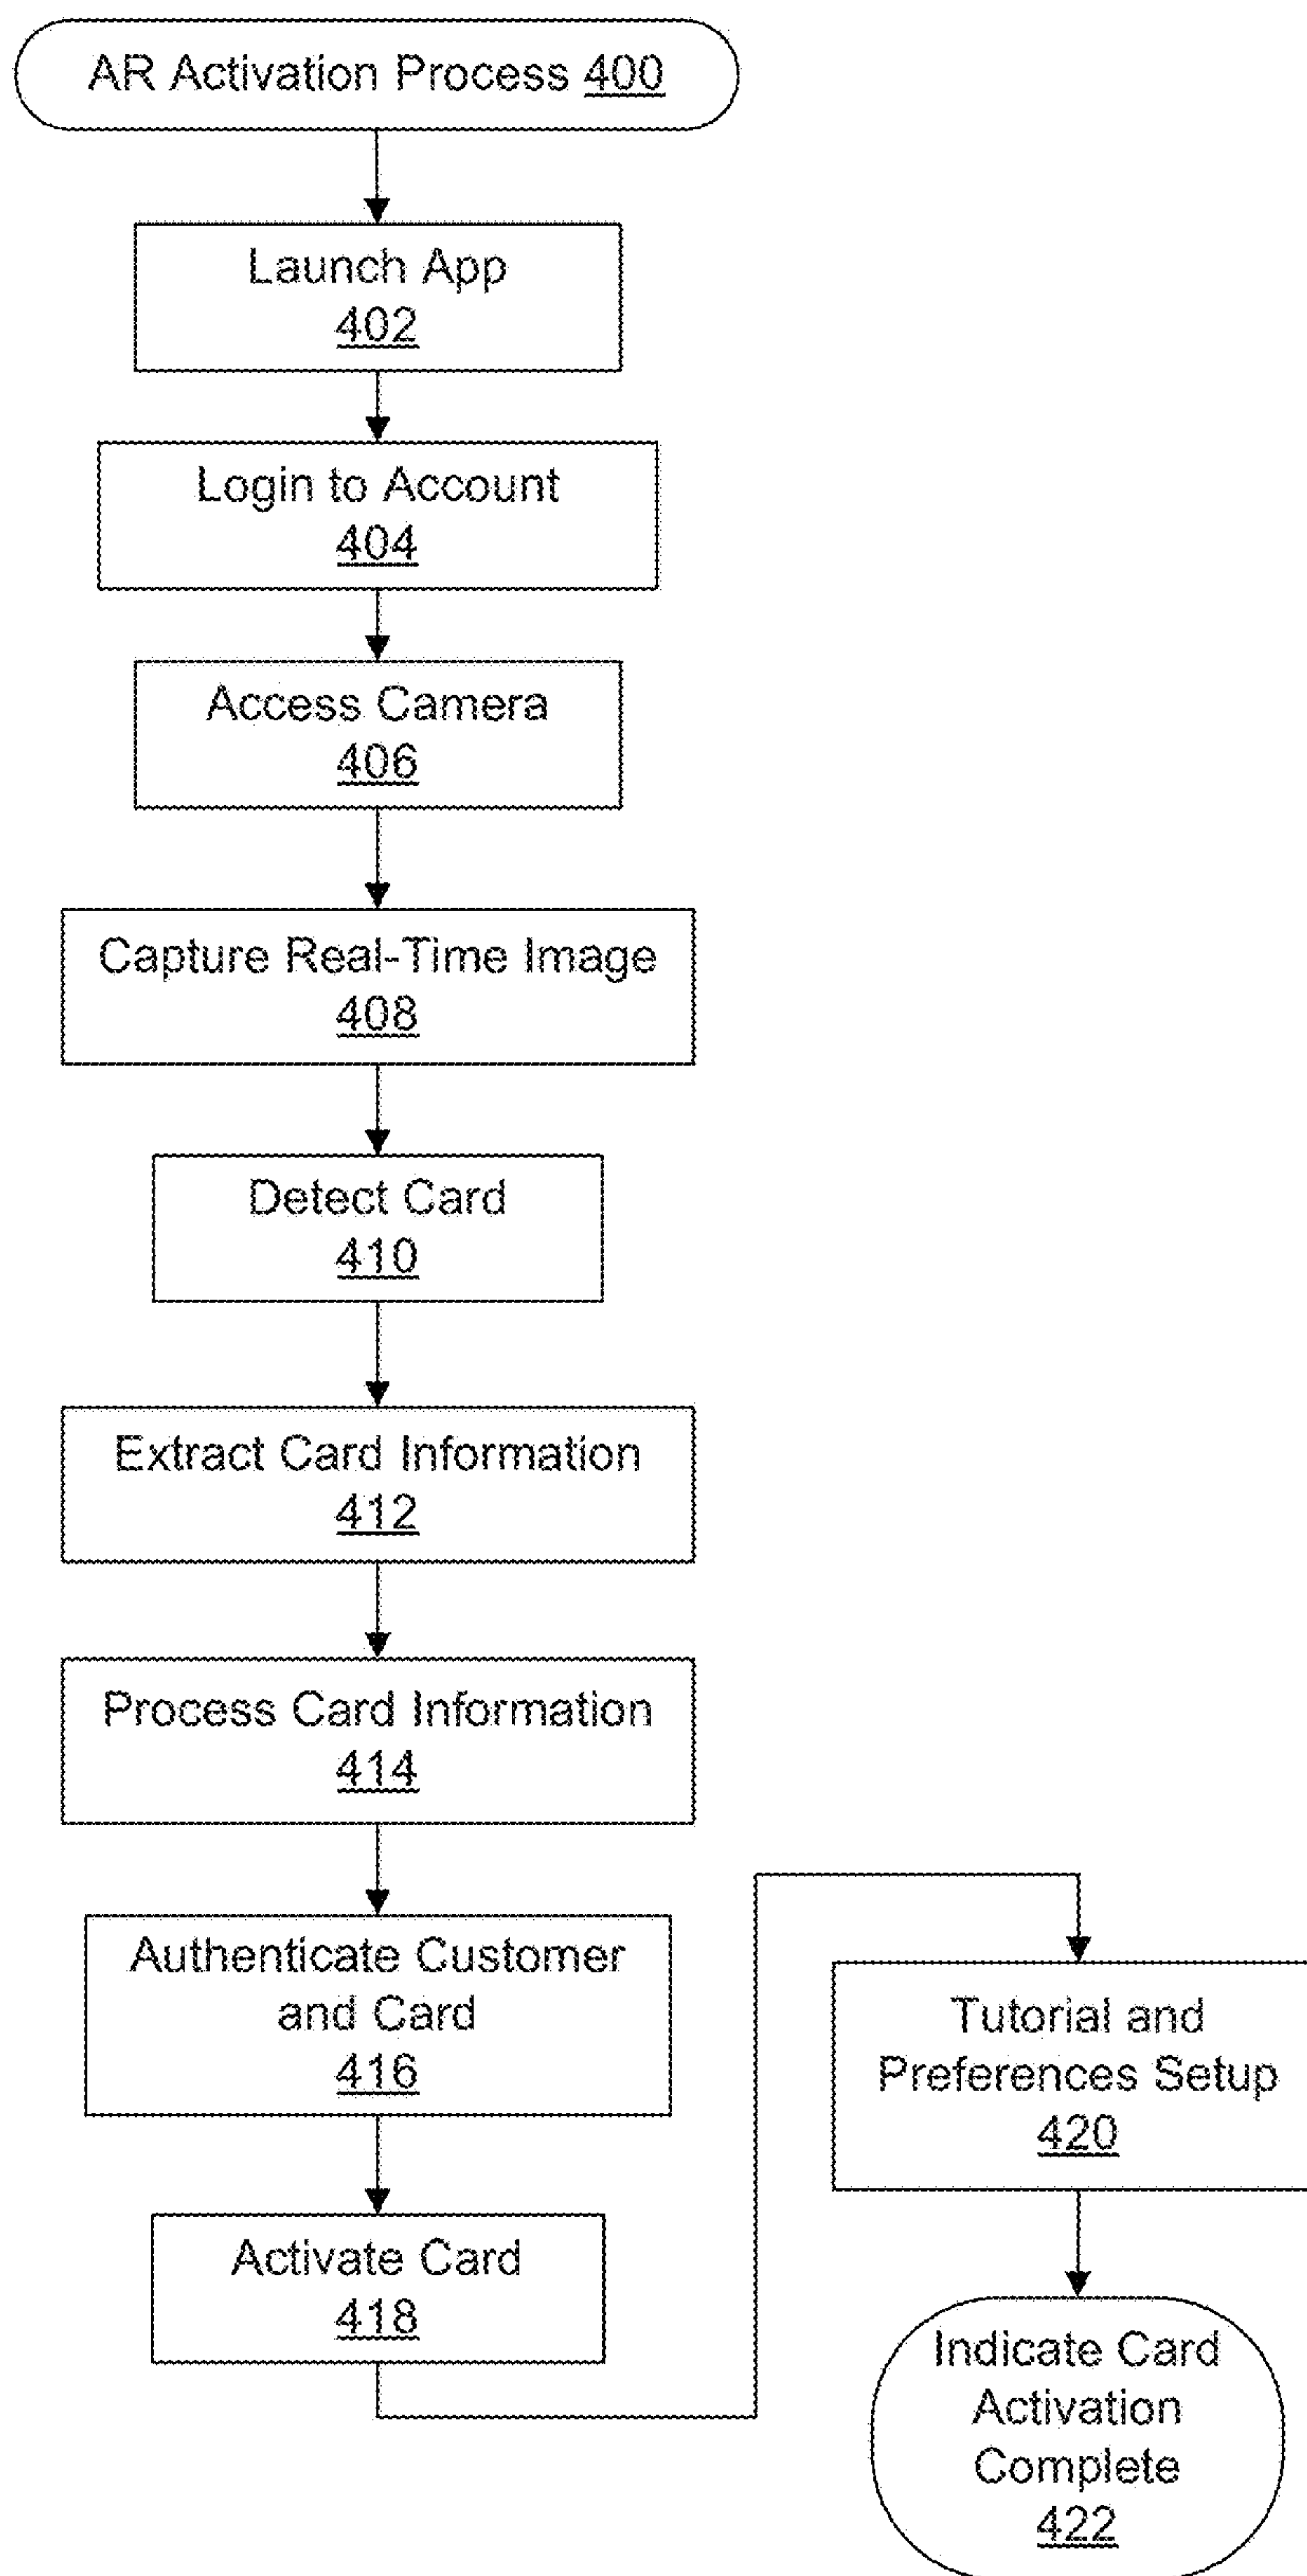 AR Activation Process 400
Launch App
402
Login to Account
404
Access Camera
406
Capture Real-Time Image
408
Detect Card
410
Extract Card Information
412
Process Card Information
414
Authenticate Customer
and Card
416
Activate Card
418
Tutorial and
Preferences Setup
420
Indicate Card
Activation
Complete
422